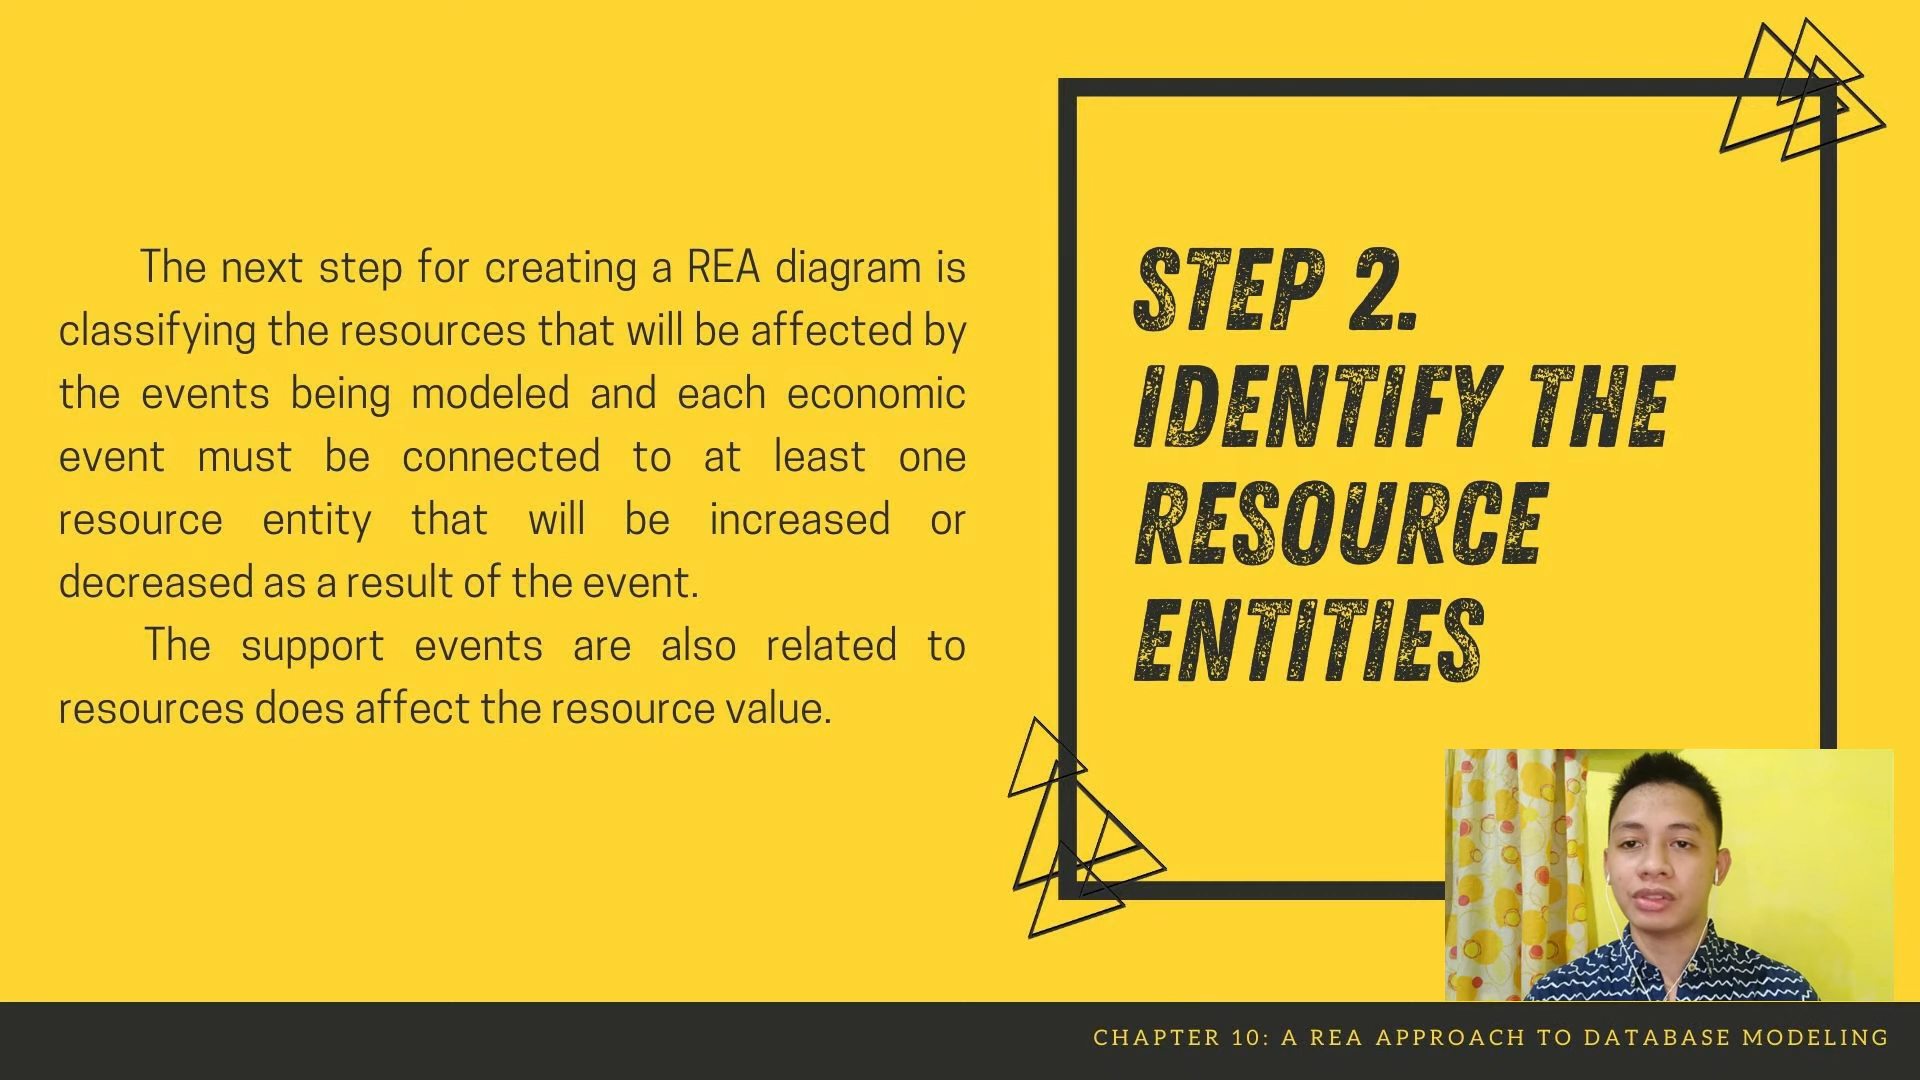 The next step for creating a REA diagram is
classifying the resources that will be affected by
the events being modeled and each economic
event must be connected to at least one
resource entity that will be increased or
decreased as a result of the event.
The support events are also related to
resources does affect the resource value.
STEP 2.
IDENTIFY THE
RESOURCE
ENTITIES
CHAPTER 10: A REA APPROACH TO DATABASE MODELING